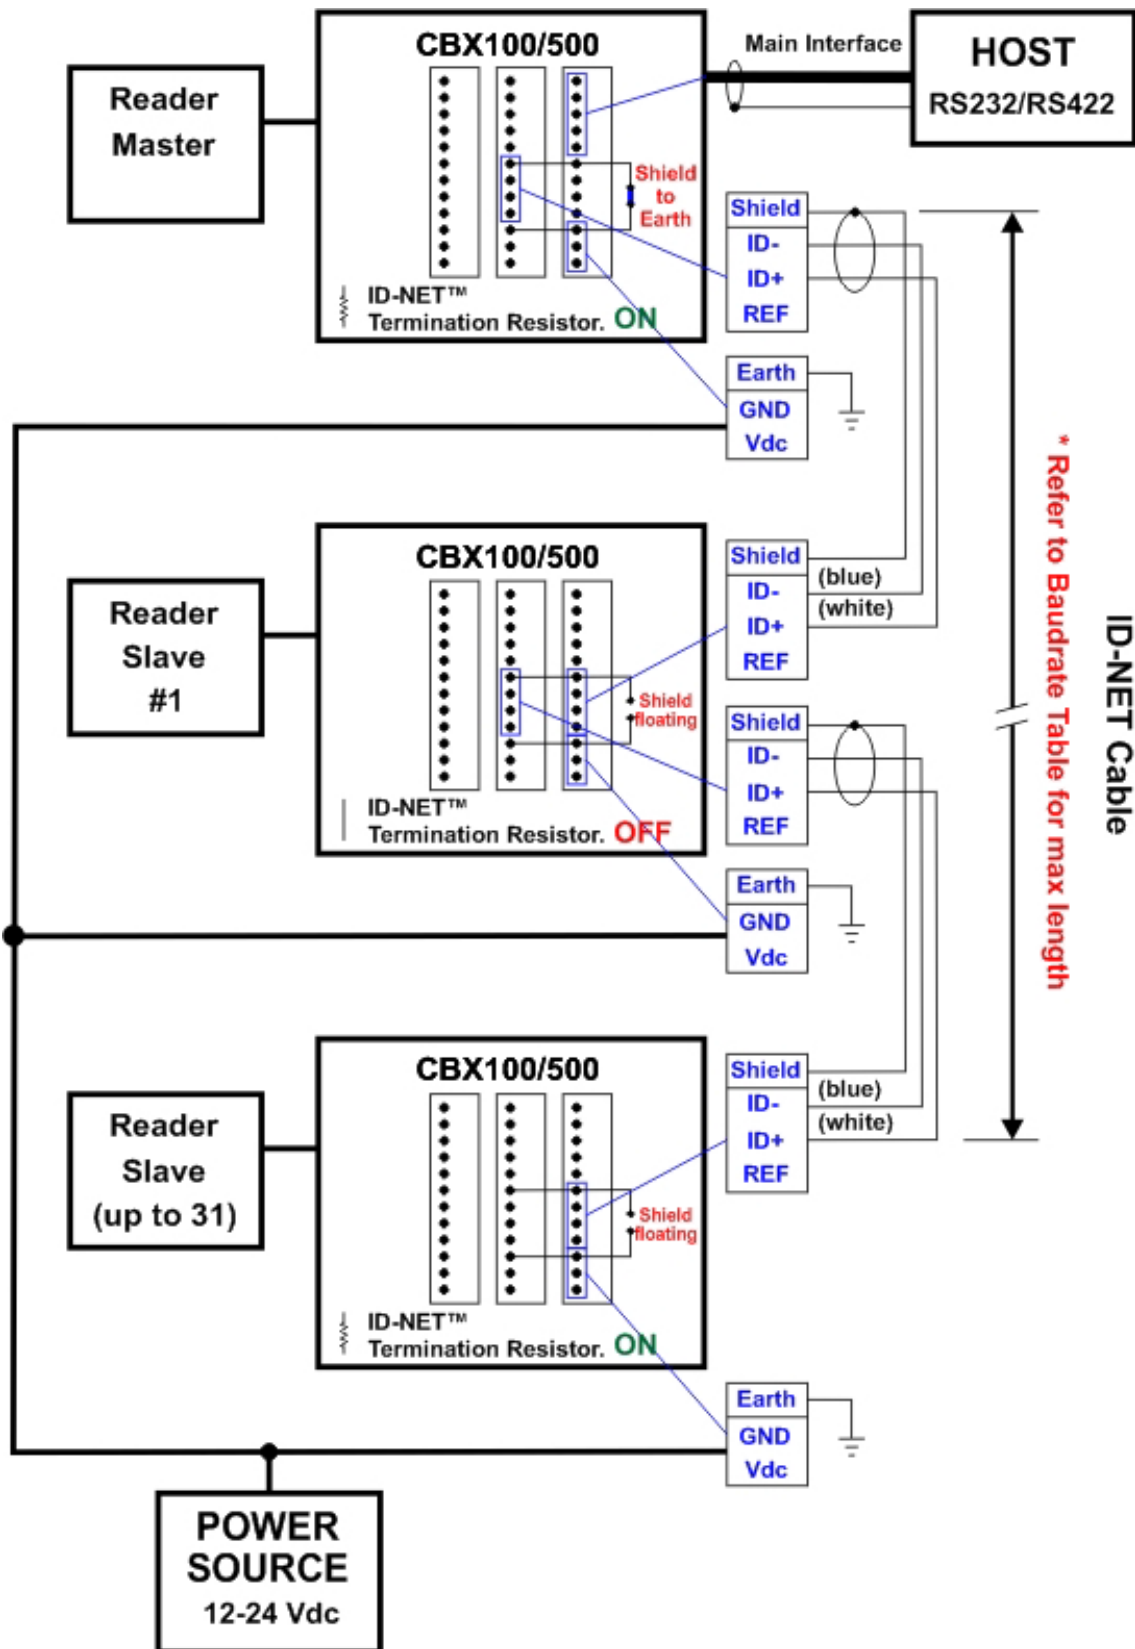 CBX100/500
Main Interface
HOST
RS232/RS422
Reader
Master
Shield
to
Earth
ID-NET™
Termination Resistor. ON
Shield
ID-
ID+
REF
Earth
GND
Vdc
CBX100/500
Reader
Slave
#1
Shield
floating
ID-NET™
Termination Resistor. OFF
Shield
(blue)
ID-
(white)
ID+
REF
Shield
ID-
ID+
REF
Earth
GND
Vdc
* Refer to Baudrate Table for max length
ID-NET Cable
CBX100/500
Reader
Slave
(up to 31)
Shield
floating
ID-NET™
Termination Resistor. ON
Shield
(blue)
ID-
(white)
ID+
REF
Earth
GND
Vdc
POWER
SOURCE
12-24 Vdc